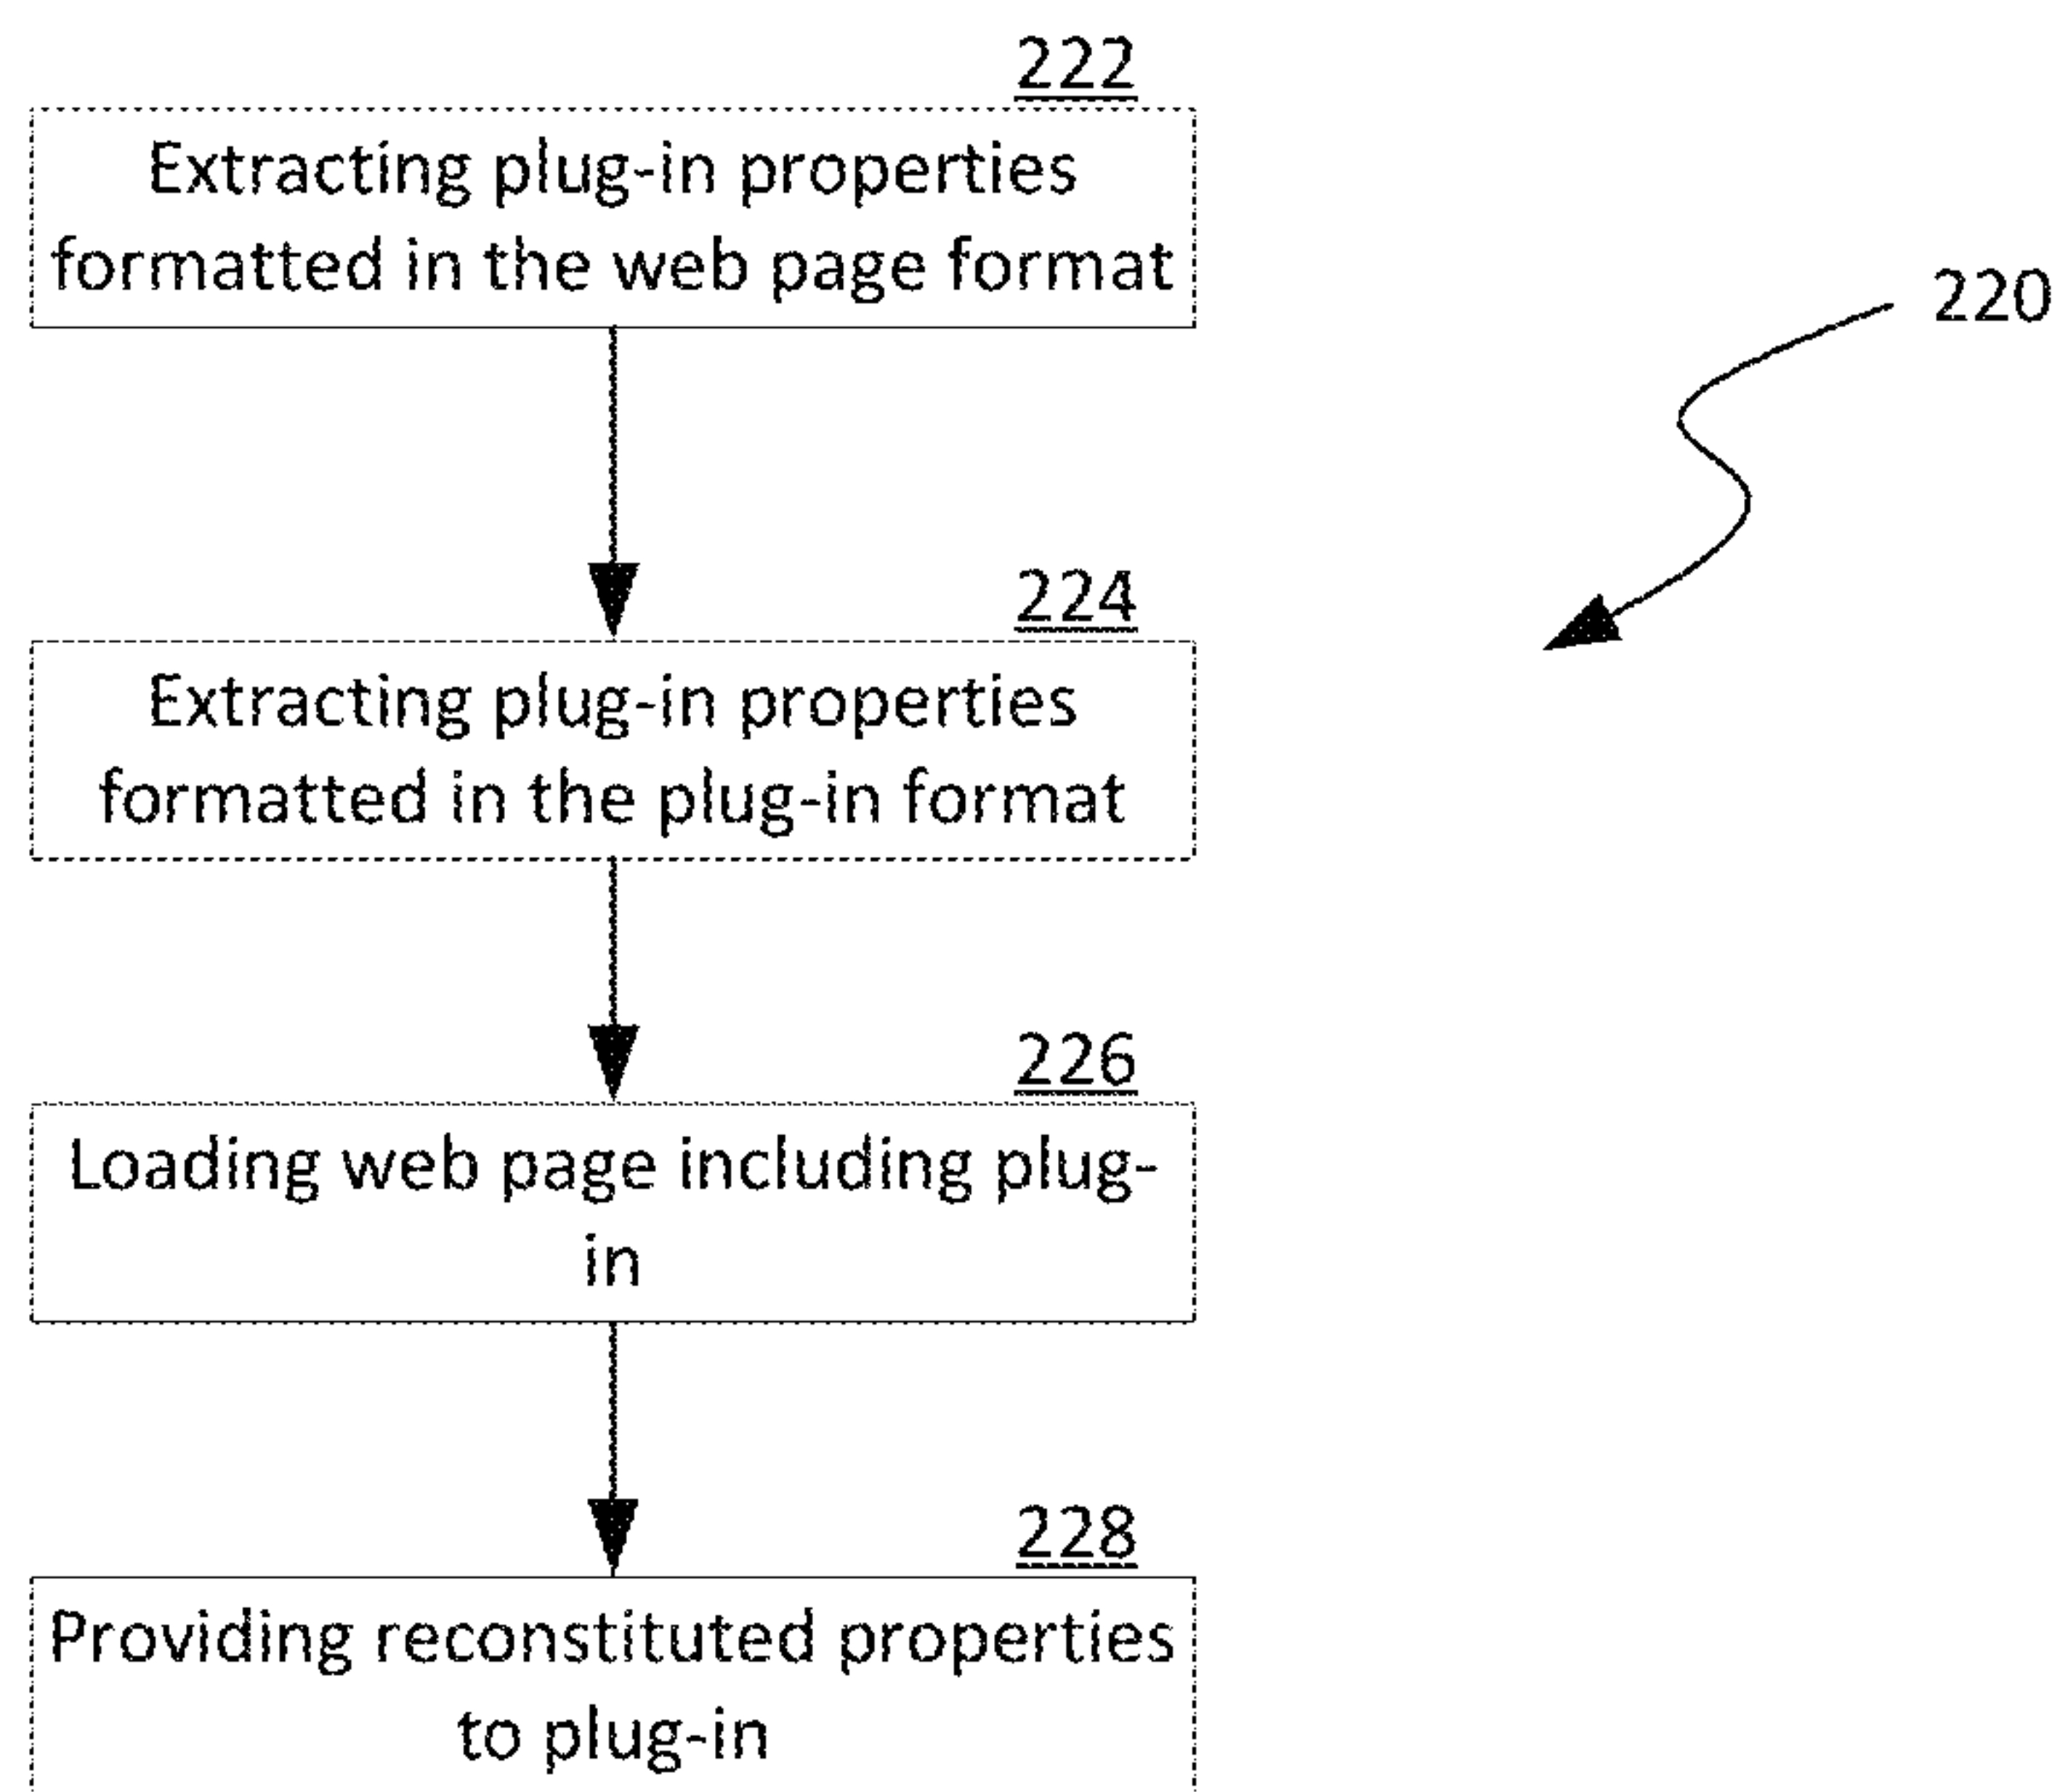 222
Extracting plug-in properties
formatted in the web page format
220
224
Extracting plug-in properties
formatted in the plug-in format
226
Loading web page including plug-
in
228
Providing reconstituted properties
to plug-in